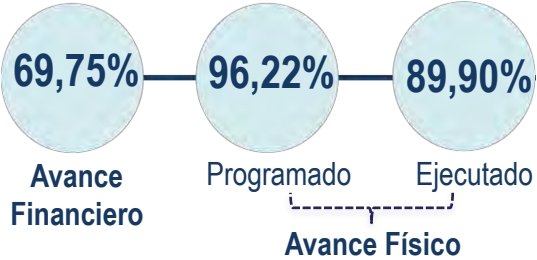 69,75%
96,22%
89,90%
Avance
Financiero
Programado
Ejecutado
Avance Físico